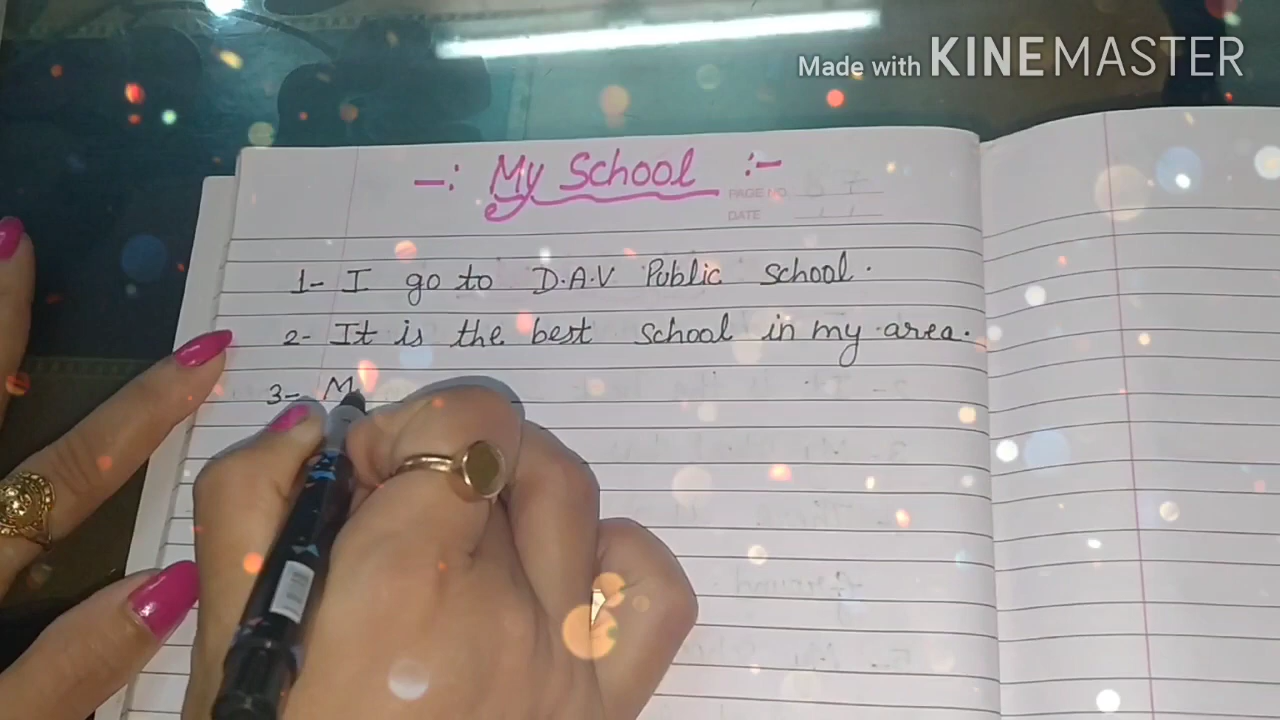 Made with KINEMASTER
-: My School :-
PAGE NO.
DATE
1- I go to D.A.V Public School.
2- It is the best school in my area.
3- M